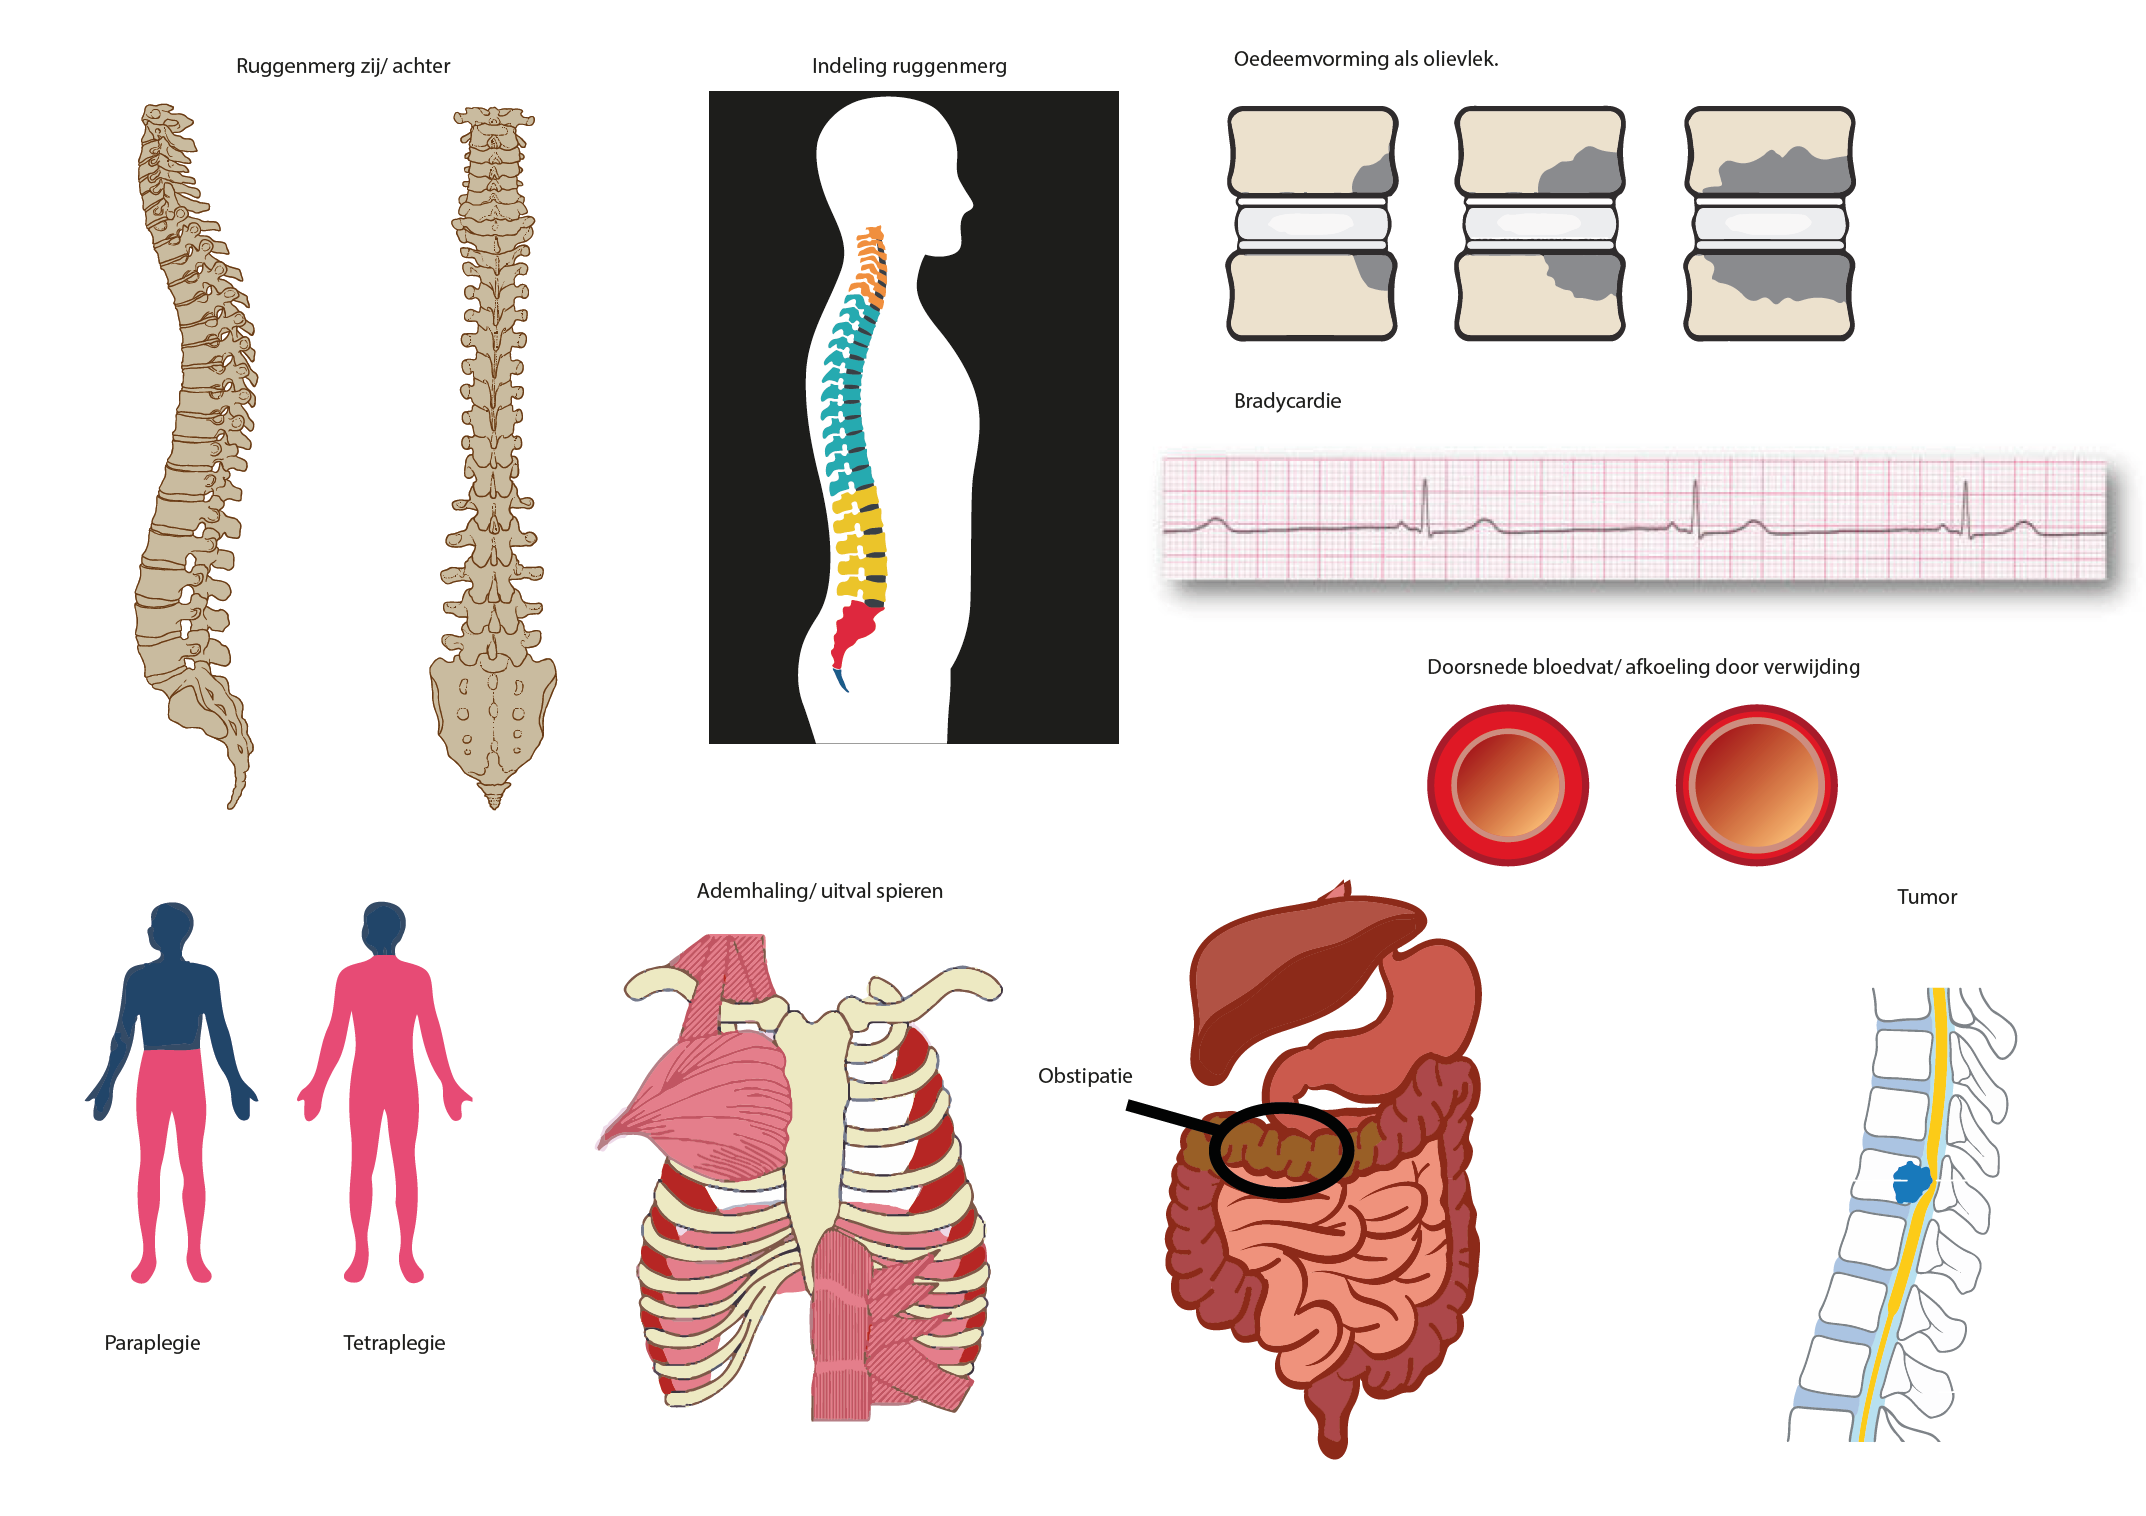 Ruggenmerg zij/ achter
Indeling ruggenmerg
Oedeemvorming als olievlek.
Bradycardie
Doorsnede bloedvat/ afkoeling door verwijding
Ademhaling/ uitval spieren
Tumor
Obstipatie
Paraplegie
Tetraplegie